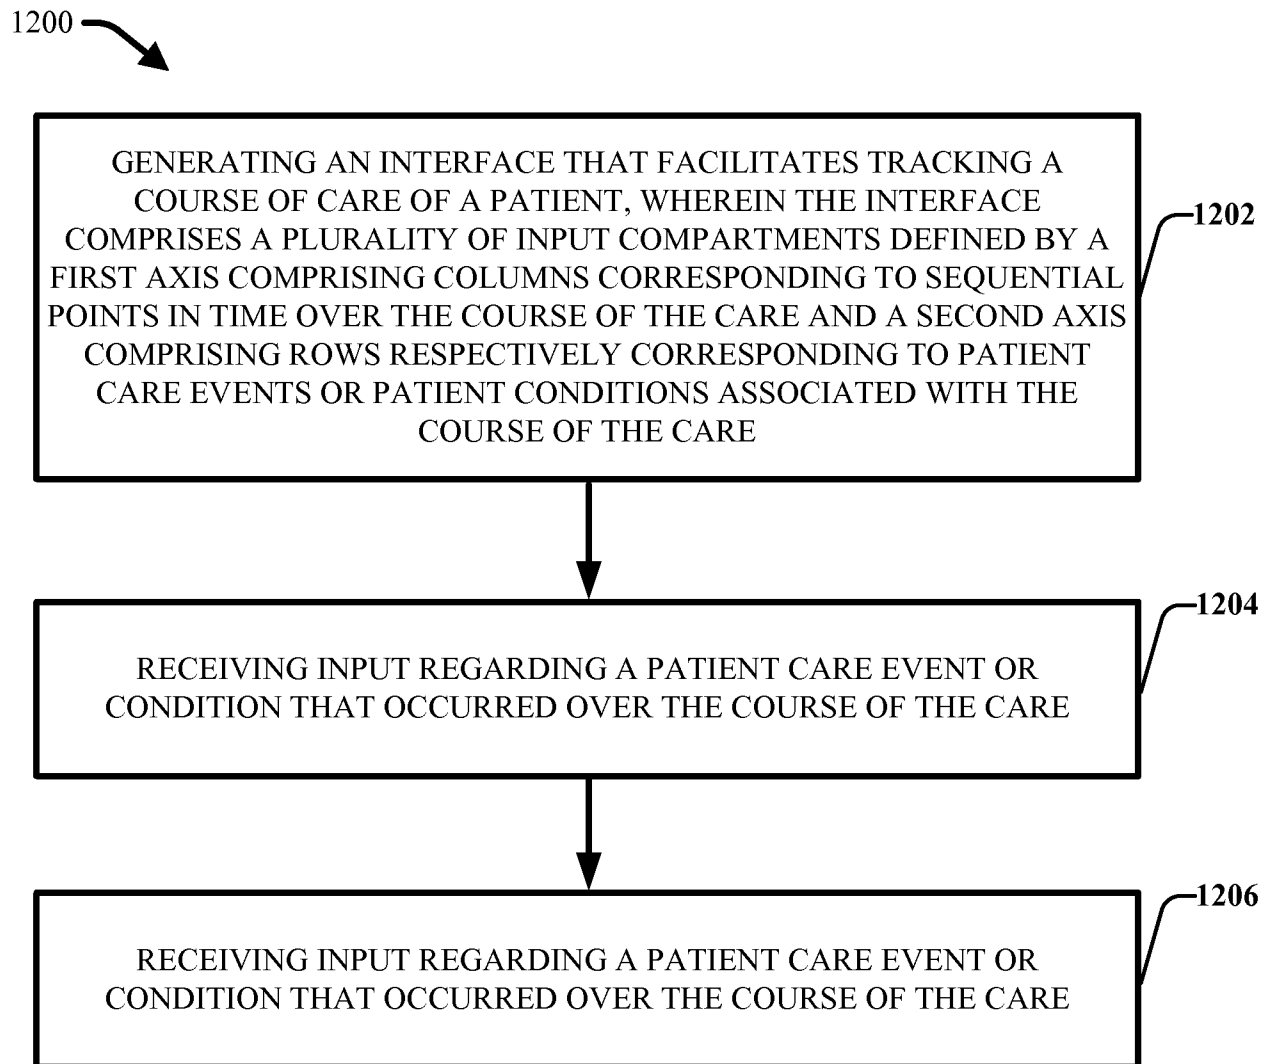 1200
GENERATING AN INTERFACE THAT FACILITATES TRACKING A
COURSE OF CARE OF A PATIENT, WHEREIN THE INTERFACE
COMPRISES A PLURALITY OF INPUT COMPARTMENTS DEFINED BY A
FIRST AXIS COMPRISING COLUMNS CORRESPONDING TO SEQUENTIAL
POINTS IN TIME OVER THE COURSE OF THE CARE AND A SECOND AXIS
COMPRISING ROWS RESPECTIVELY CORRESPONDING TO PATIENT
CARE EVENTS OR PATIENT CONDITIONS ASSOCIATED WITH THE
COURSE OF THE CARE
1202
RECEIVING INPUT REGARDING A PATIENT CARE EVENT OR
CONDITION THAT OCCURRED OVER THE COURSE OF THE CARE
1204
RECEIVING INPUT REGARDING A PATIENT CARE EVENT OR
CONDITION THAT OCCURRED OVER THE COURSE OF THE CARE
1206